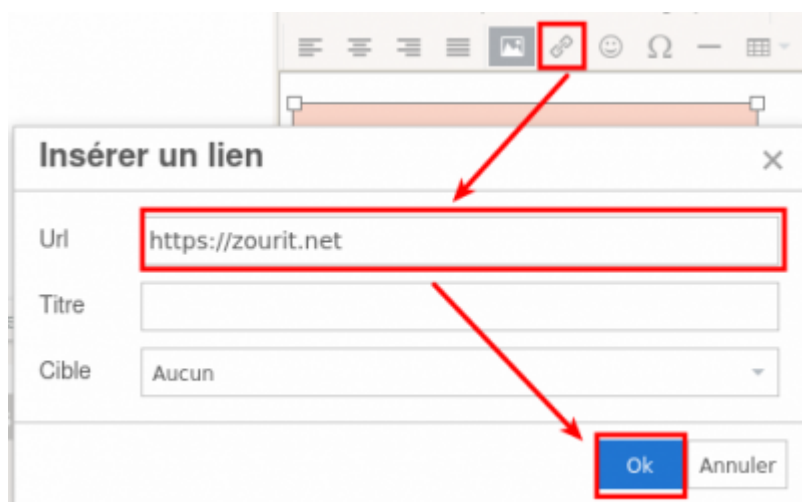 Insérer un lien
Url
https://zourit.net
Titre
Cible
Aucun
Ok Annuler